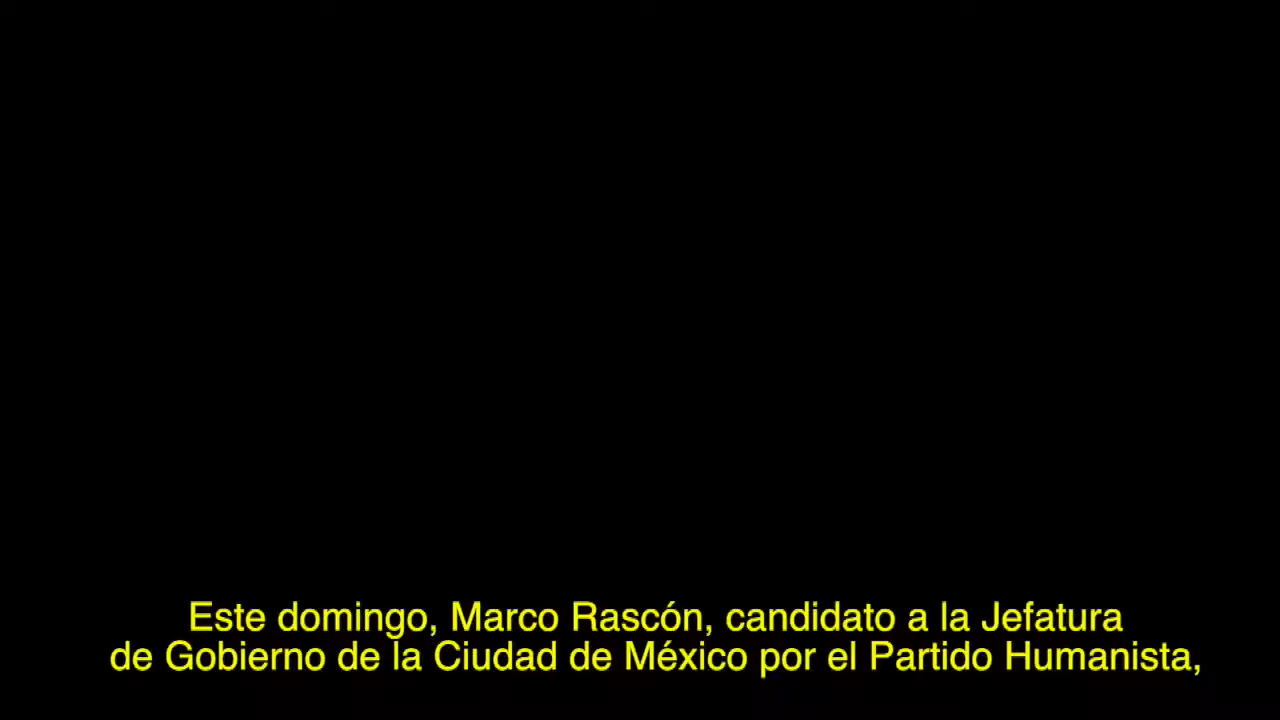 Este domingo, Marco Rascón, candidato a la Jefatura
de Gobierno de la Ciudad de México por el Partido Humanista,